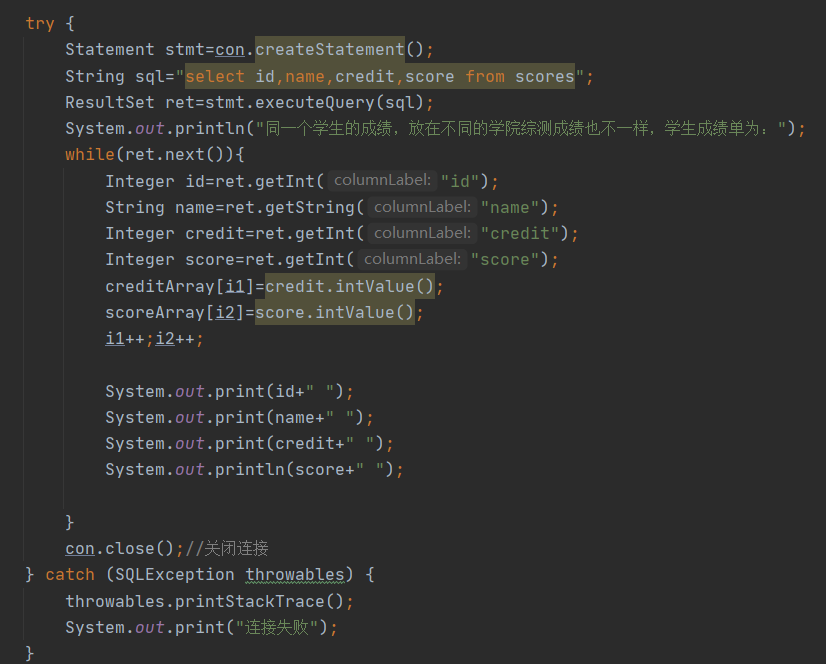 try {
Statement stmt=con.createStatement();
String sql="select id,name,credit,score from scores";
ResultSet ret=stmt.executeQuery(sql);
System.out.println("同一个学生的成绩，放在不同的学院综测成绩也不一样，学生成绩单为：");
while(ret.next()){
Integer id=ret.getInt( columnLabel: "id");
String name=ret.getString( columnLabel: "name");
Integer credit=ret.getInt( columnLabel: "credit");
Integer score=ret.getInt( columnLabel: "score");
creditArray[i1]=credit.intValue();
scoreArray[i2]=score.intValue();
i1++;i2++;
System.out.print(id+" ");
System.out.print(name+" ");
System.out.print(credit+" ");
System.out.println(score+" ");
}
con.close();//关闭连接
} catch (SQLException throwables) {
throwables.printStackTrace();
System.out.print("连接失败");
}